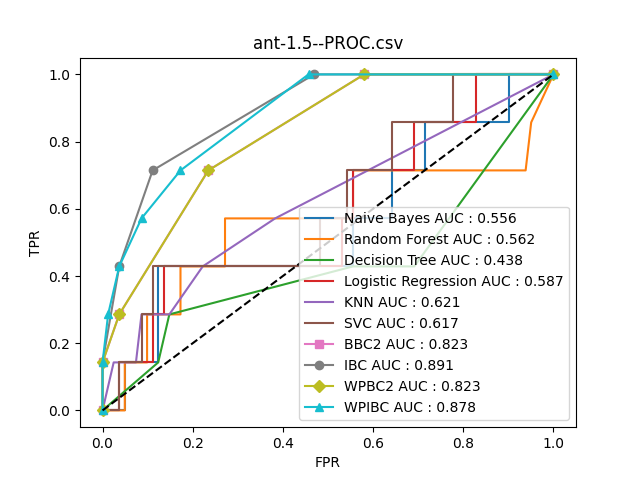 ant-1.5--PROC.csv
1.0
0.8
0.6
0.4
0.2
0.0
TPR
Naive Bayes AUC : 0.556
Random Forest AUC : 0.562
Decision Tree AUC : 0.438
Logistic Regression AUC : 0.587
KNN AUC : 0.621
SVC AUC : 0.617
BBC2 AUC : 0.823
IBC AUC : 0.891
WPBC2 AUC : 0.823
WPIBC AUC : 0.878
0.0 0.2 0.4 0.6 0.8 1.0
FPR